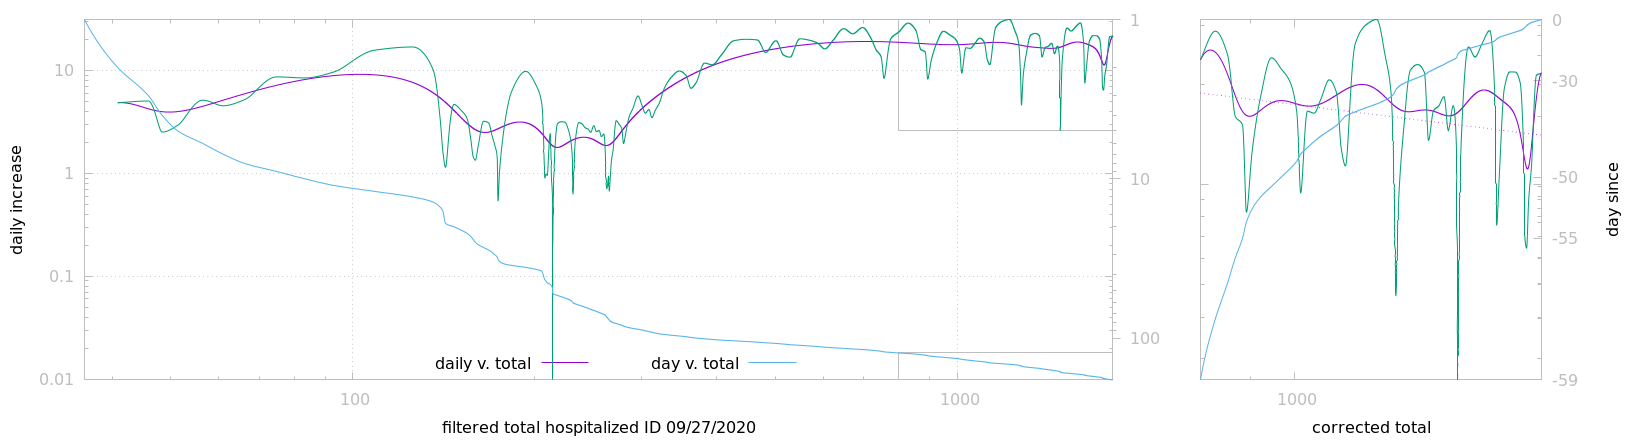 daily increase
10
1
0.1
0.01
100
1000
1
10
100
daily v. total
day v. total
filtered total hospitalized ID 09/27/2020
0
-30
-50
-55
-59
day since
1000
corrected total